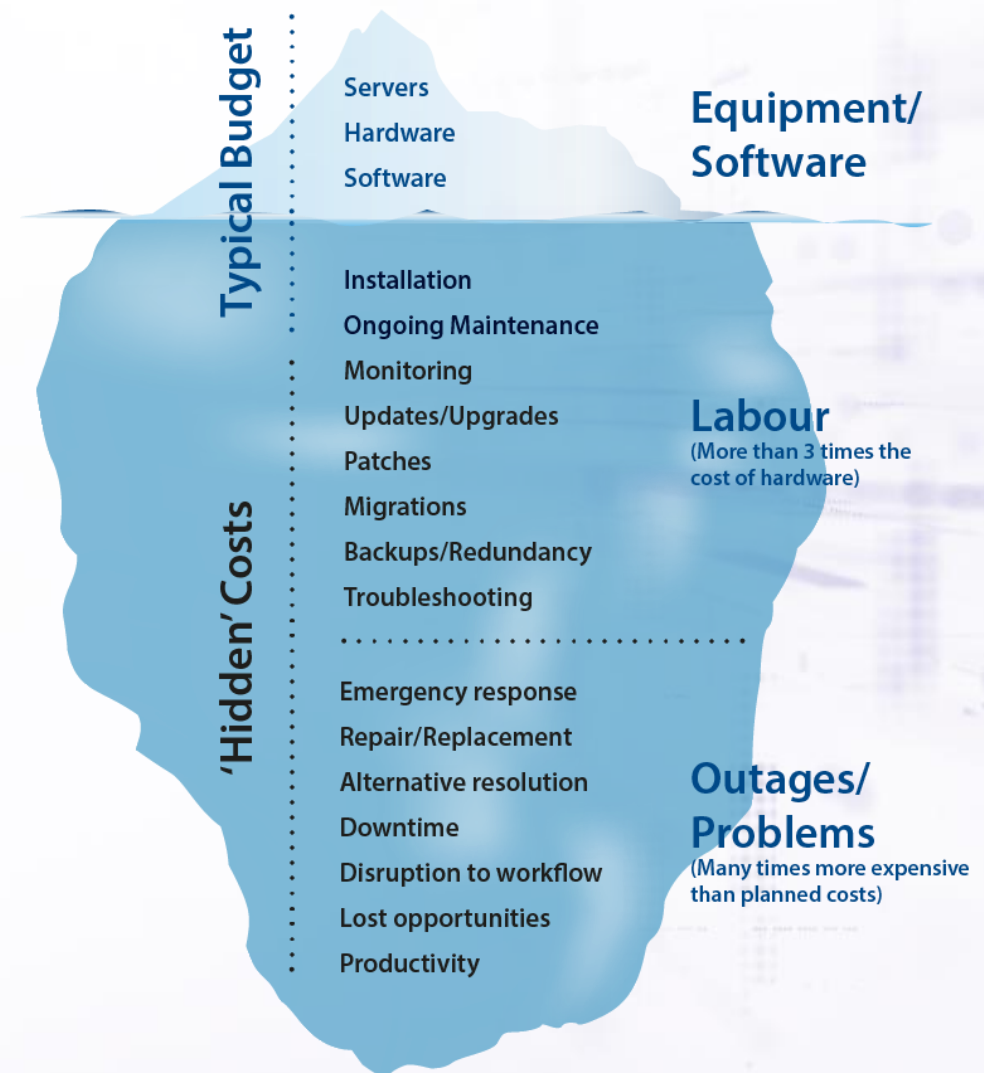 Typical Budget
Servers
Hardware
Software
Equipment/
Software
Installation
Ongoing Maintenance
Monitoring
Updates/Upgrades
Patches
Migrations
Backups/Redundancy
Troubleshooting
Labour
(More than 3 times the
cost of hardware)
‘Hidden’ Costs
Emergency response
Repair/Replacement
Alternative resolution
Downtime
Disruption to workflow
Lost opportunities
Productivity
Outages/
Problems
(Many times more expensive
than planned costs)